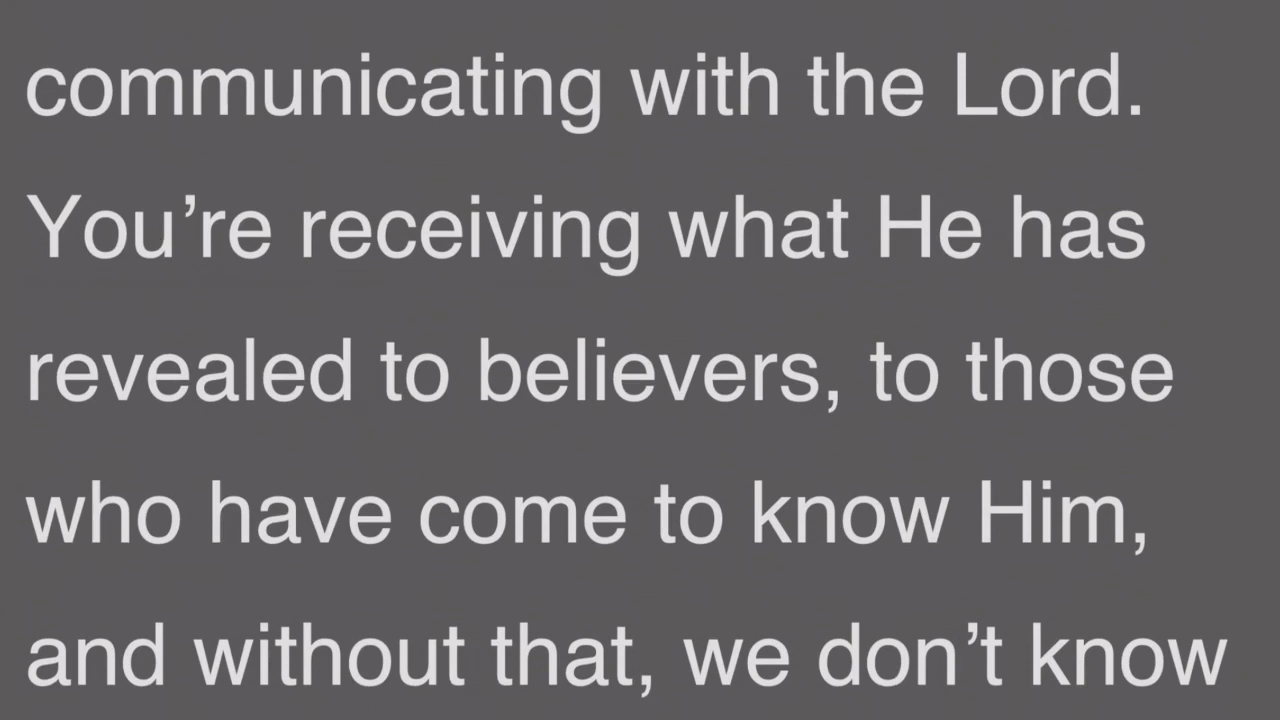 communicating with the Lord.
You’re receiving what He has
revealed to believers, to those
who have come to know Him,
and without that, we don’t know